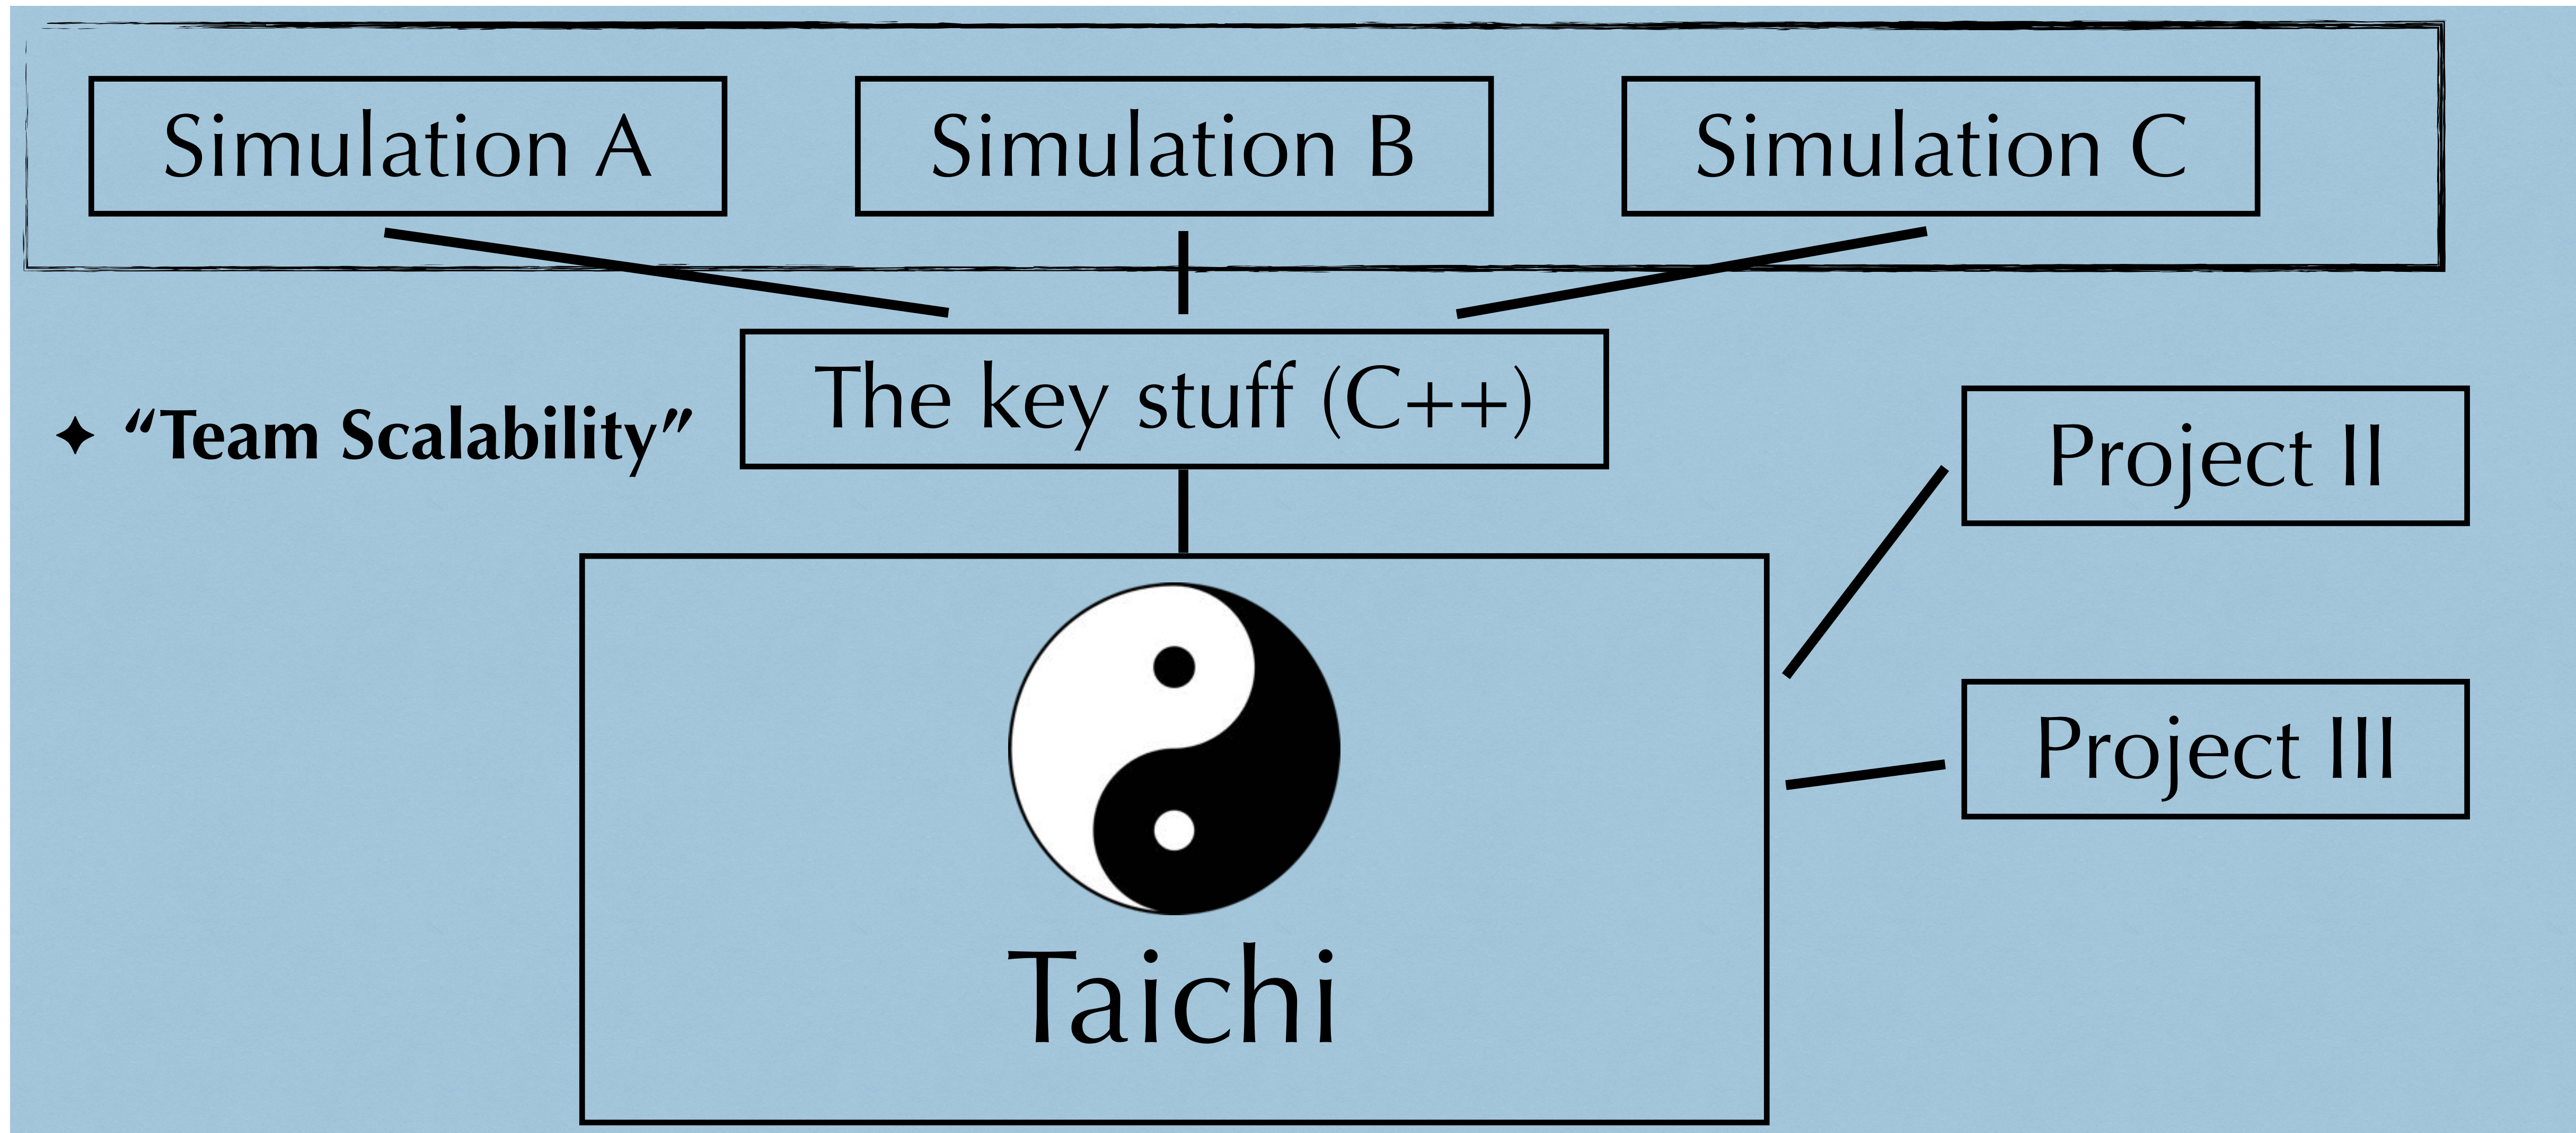 Simulation A
Simulation B
Simulation C
The key stuff (C++)
✦ “Team Scalability”
Project II
Project III
Taichi